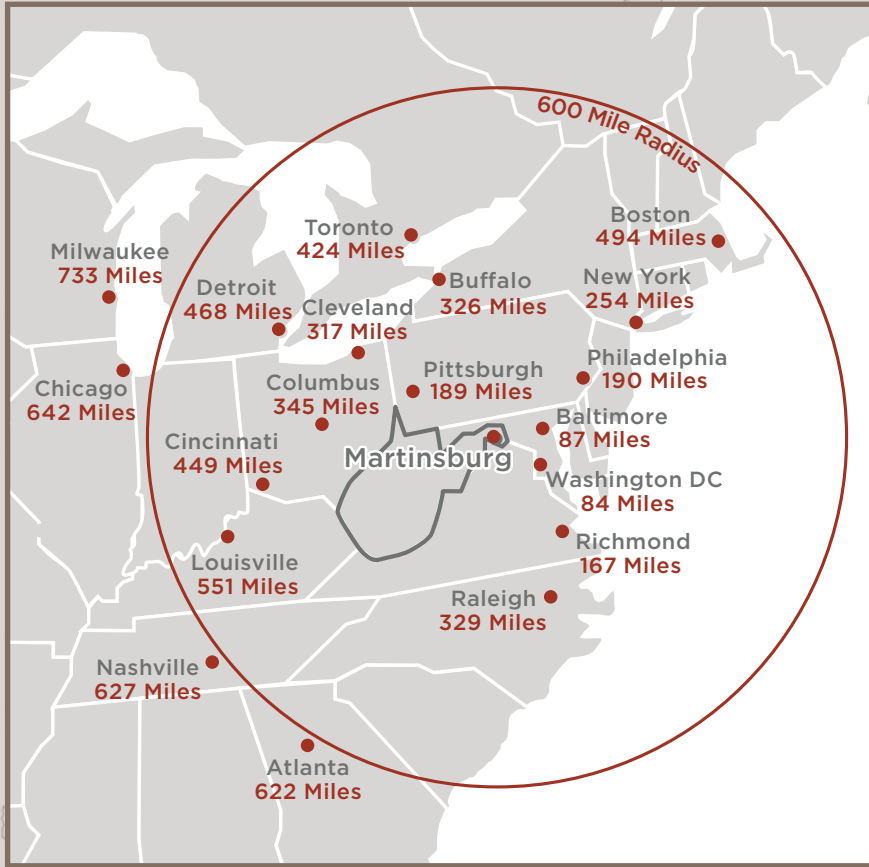 600 Mile Radius
Boston
494 Miles
Toronto
424 Miles
Milwaukee
733 Miles
Detroit
468 Miles
Buffalo
326 Miles
New York
254 Miles
Cleveland
317 Miles
Pittsburgh
189 Miles
Philadelphia
190 Miles
Chicago
642 Miles
Columbus
345 Miles
Baltimore
87 Miles
Cincinnati
449 Miles
Martinsburg
Washington DC
84 Miles
Louisville
551 Miles
Richmond
167 Miles
Raleigh
329 Miles
Nashville
627 Miles
Atlanta
622 Miles